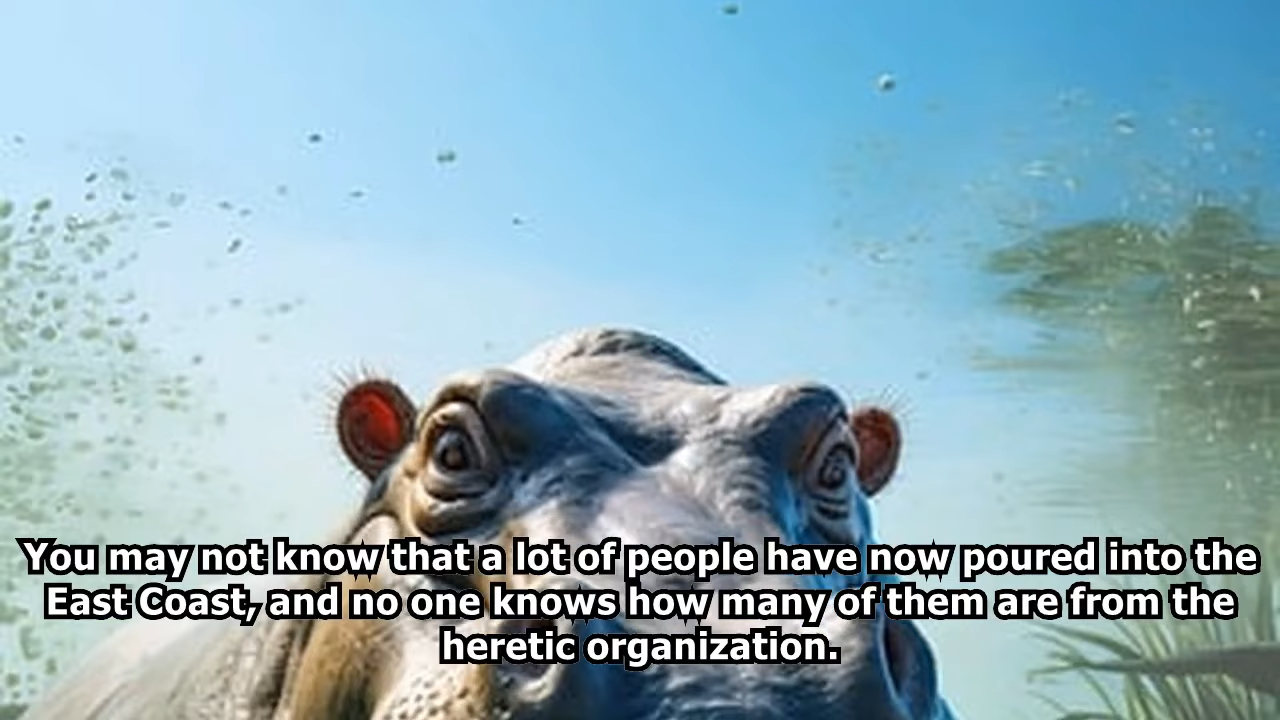 You may not know that a lot of people have now poured into the
East Coast, and no one knows how many of them are from the
heretic organization.